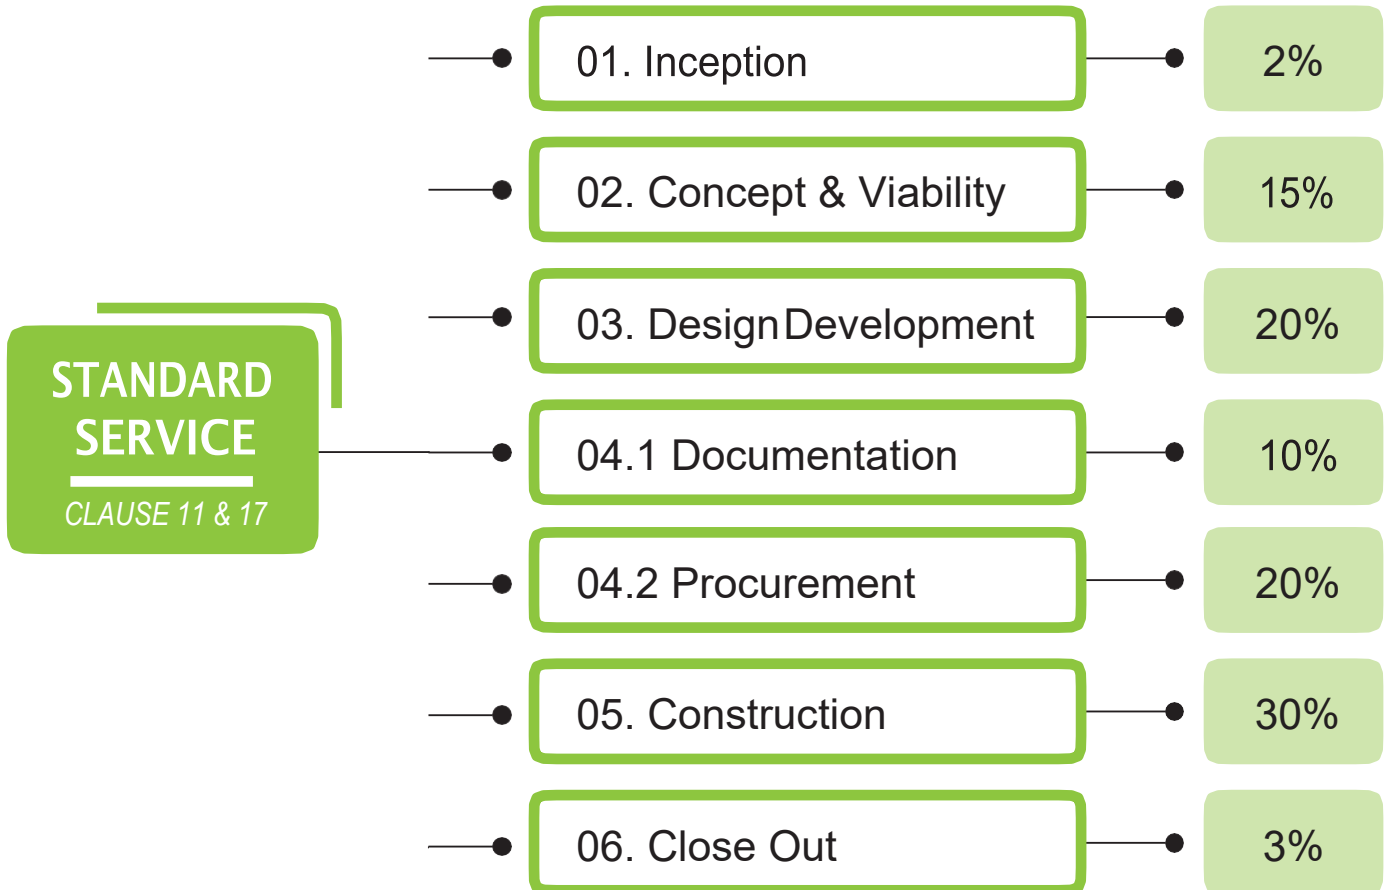 01. Inception
2%
02. Concept & Viability
15%
03. Design Development
20%
STANDARD
SERVICE
CLAUSE 11 & 17
04.1 Documentation
10%
04.2 Procurement
20%
05. Construction
30%
06. Close Out
3%